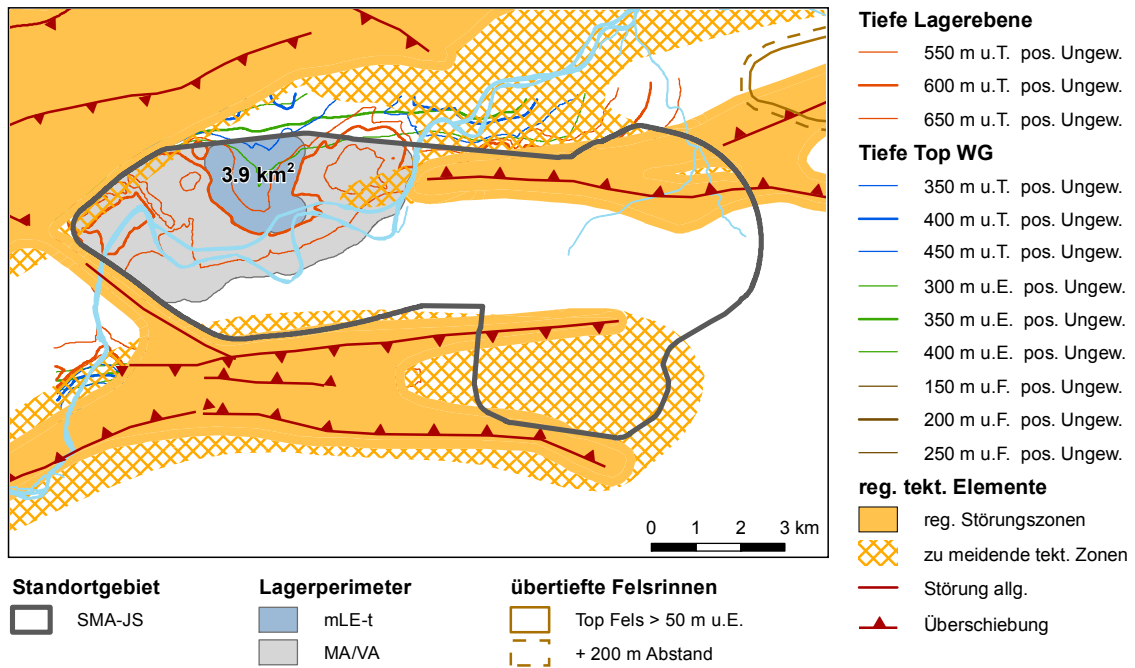 3.9 km²
0 1 2 3 km
Tiefe Lagerebene
550 m u.T. pos. Ungew.
600 m u.T. pos. Ungew.
650 m u.T. pos. Ungew.
Tiefe Top WG
350 m u.T. pos. Ungew.
400 m u.T. pos. Ungew.
450 m u.T. pos. Ungew.
300 m u.E. pos. Ungew.
350 m u.E. pos. Ungew.
400 m u.E. pos. Ungew.
150 m u.F. pos. Ungew.
200 m u.F. pos. Ungew.
250 m u.F. pos. Ungew.
reg. tekt. Elemente
reg. Störungszonen
zu meidende tekt. Zonen
Störung allg.
Überschiebung
Standortgebiet
SMA-JS
Lagerperimeter
mLE-t
MA/VA
übertiefte Felsrinnen
Top Fels > 50 m u.E.
+ 200 m Abstand